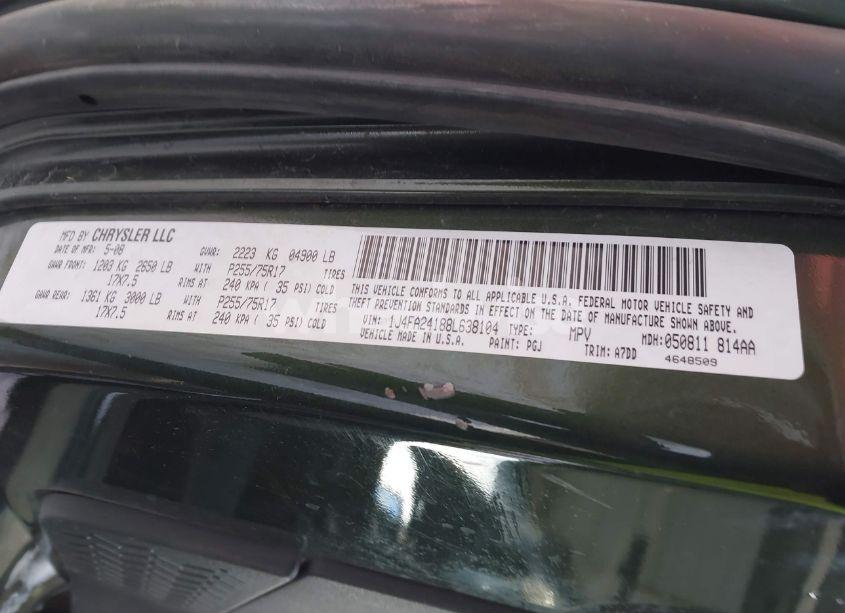 MFD BY CHRYSLER LLC
DATE OF MFR: 5-08 GVWR: 2223 KG 04900 LB
GAWR FRONT: 1203 KG 2650 LB WITH P255/75R17 TIRES
17X7.5 RIMS AT 240 KPA ( 35 PSI) COLD
GAWR REAR: 1361 KG 3000 LB WITH P255/75R17 TIRES
17X7.5 RIMS AT 240 KPA ( 35 PSI) COLD
THIS VEHICLE CONFORMS TO ALL APPLICABLE U.S.A. FEDERAL MOTOR VEHICLE SAFETY AND
THEFT PREVENTION STANDARDS IN EFFECT ON THE DATE OF MANUFACTURE SHOWN ABOVE.
VIN: 1J4FA24188L638104 TYPE: MPV MDH:050811 814AA
VEHICLE MADE IN U.S.A. PAINT: PGJ TRIM: A7DD 4648509